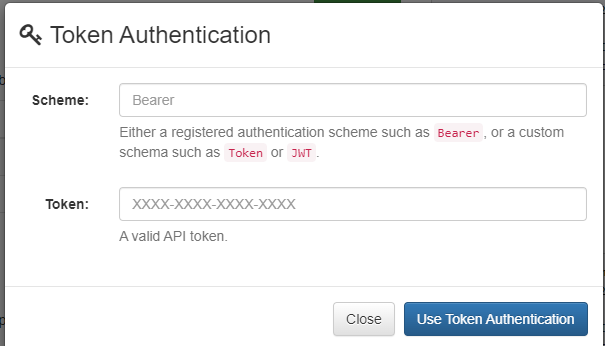 Token Authentication
Scheme:
Bearer
Either a registered authentication scheme such as Bearer, or a custom
schema such as Token or JWT.
Token:
XXXX-XXXX-XXXX-XXXX
A valid API token.
Close
Use Token Authentication